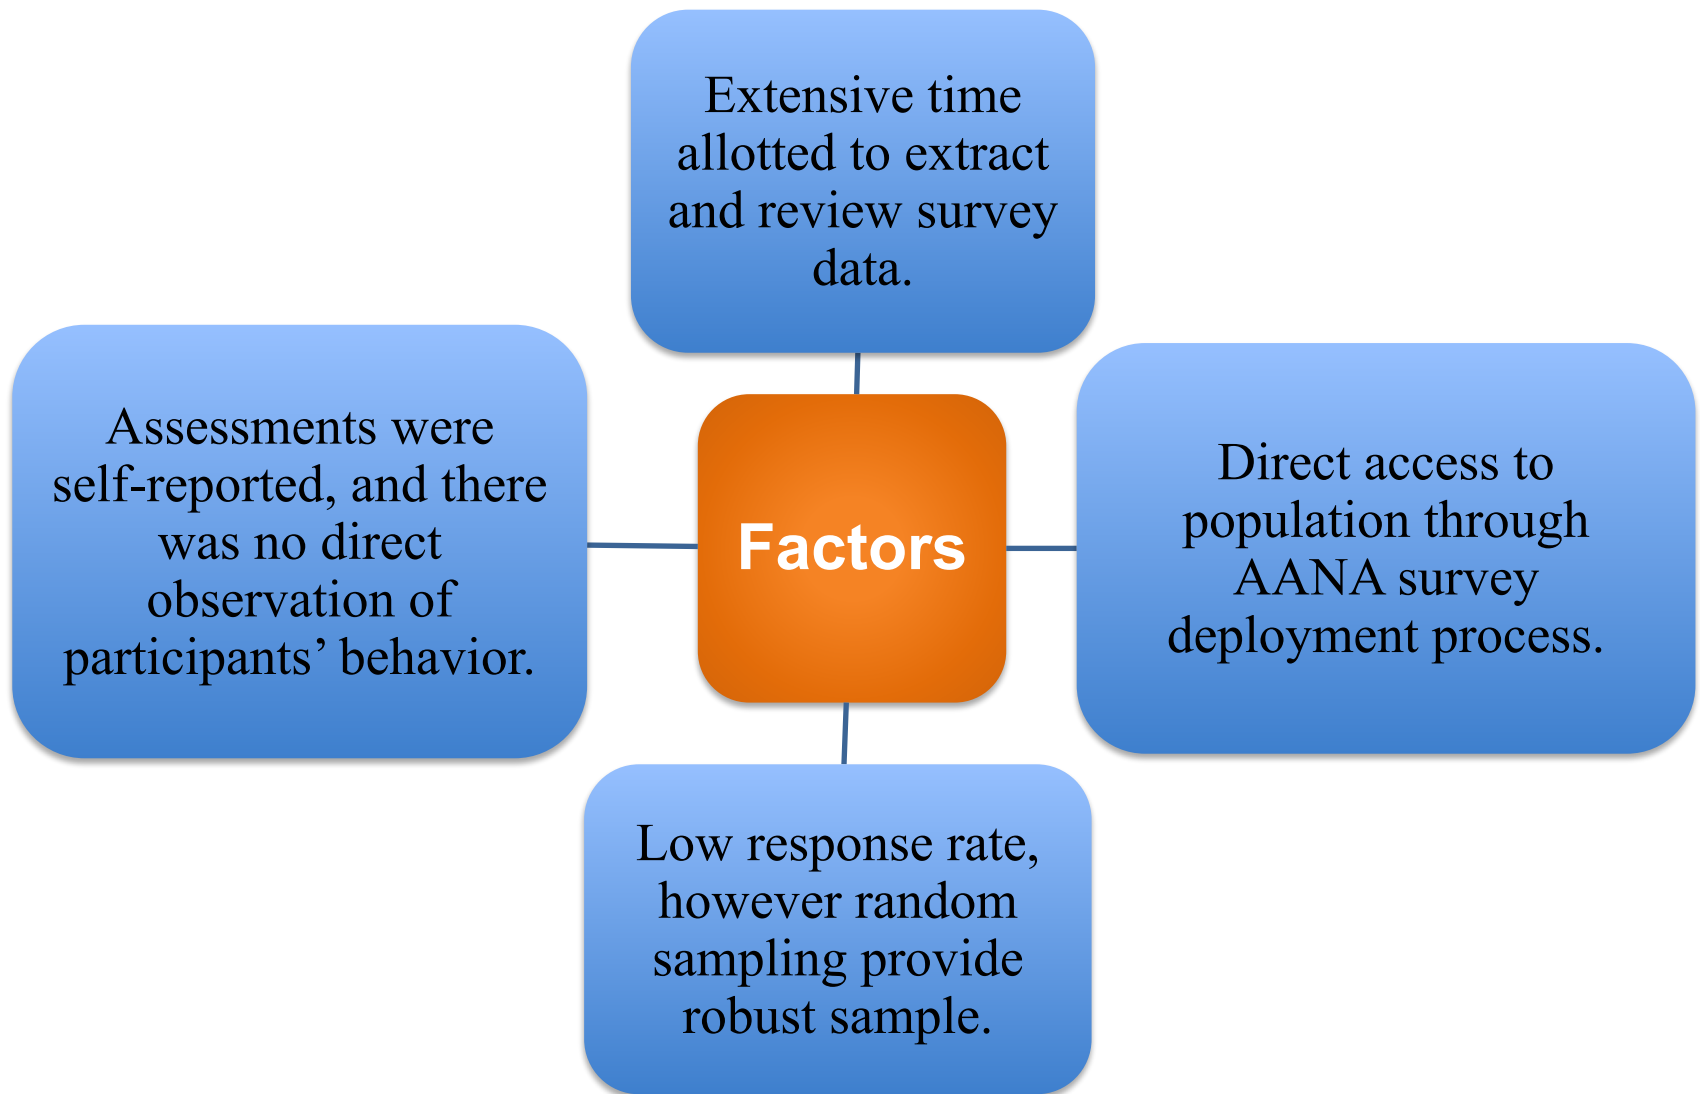 Extensive time
allotted to extract
and review survey
data.
Assessments were
self-reported, and there
was no direct
observation of
participants’ behavior.
Factors
Direct access to
population through
AANA survey
deployment process.
Low response rate,
however random
sampling provide
robust sample.